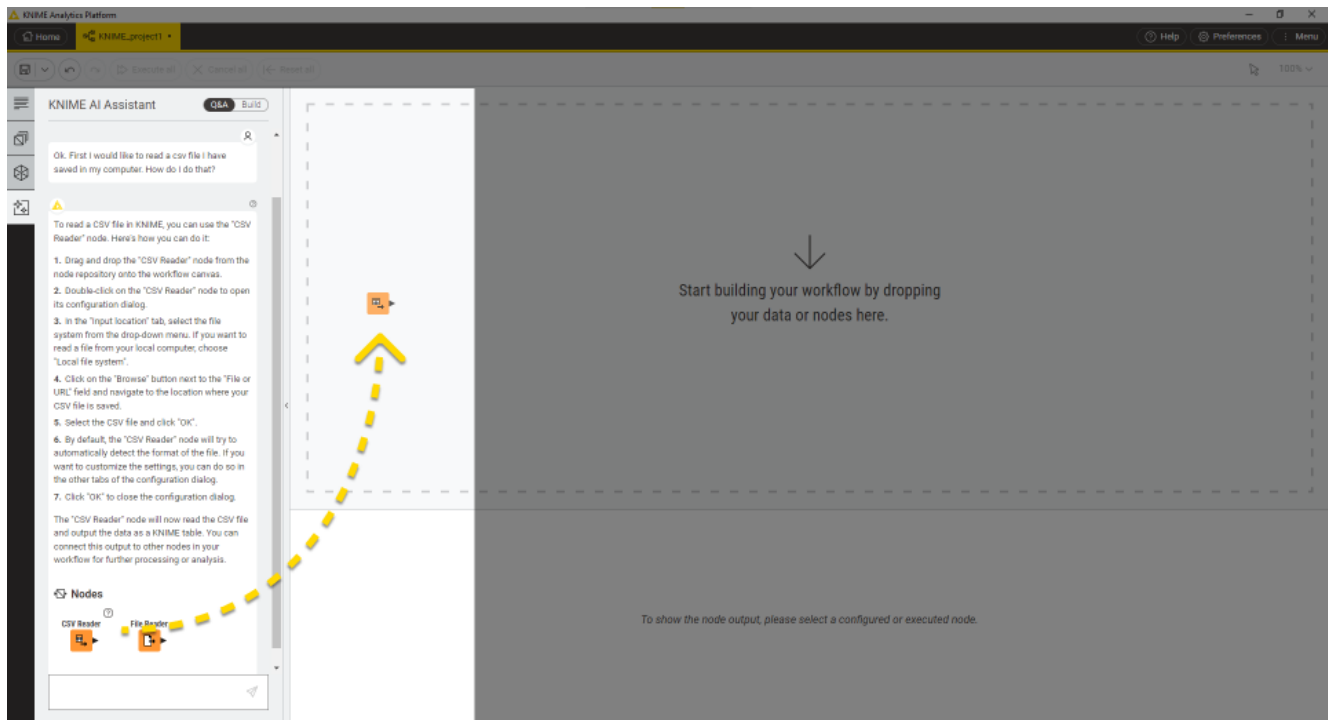 KNIME Analytics Platform
Home
KNIME_project1
Help
Preferences
Menu
Execute all
Cancel all
Reset all
100%
KNIME AI Assistant
Q&A
Build
Ok. First I would like to read a csv file I have
saved in my computer. How do I do that?
To read a CSV file in KNIME, you can use the "CSV
Reader" node. Here's how you can do it:
1. Drag and drop the "CSV Reader" node from the
node repository onto the workflow canvas.
2. Double-click on the "CSV Reader" node to open
its configuration dialog.
3. In the "Input location" tab, select the file
system from the drop-down menu. If you want to
read a file from your local computer, choose
"Local file system".
4. Click on the "Browse" button next to the "File or
URL" field and navigate to the location where your
CSV file is saved.
5. Select the CSV file and click "OK".
6. By default, the "CSV Reader" node will try to
automatically detect the format of the file. If you
want to customize the settings, you can do so in
the other tabs of the configuration dialog.
7. Click "OK" to close the configuration dialog.
The "CSV Reader" node will now read the CSV file
and output the data as a KNIME table. You can
connect this output to other nodes in your
workflow for further processing or analysis.
Nodes
CSV Reader
File Reader
Start building your workflow by dropping
your data or nodes here.
To show the node output, please select a configured or executed node.